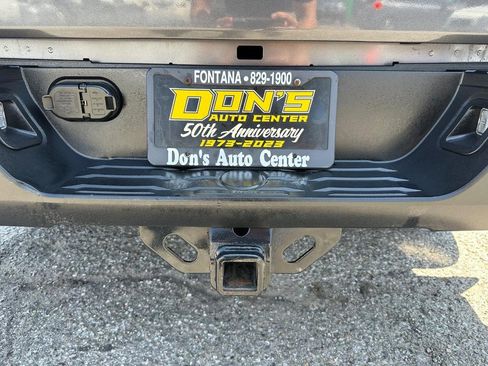 FONTANA • 829-1900
DON'S
AUTO CENTER
50th Anniversary
1973-2023
Don's Auto Center